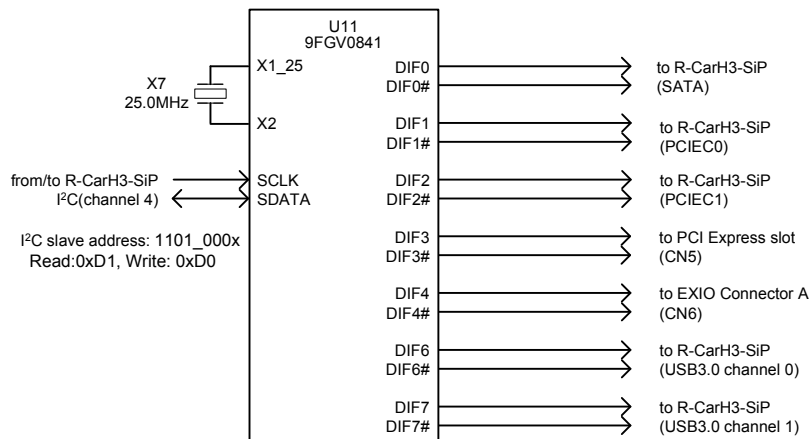 U11
9FGV0841
X1_25
X7
25.0MHz
X2
from/to R-CarH3-SiP
I²C(channel 4)
SCLK
SDATA
I²C slave address: 1101_000x
Read:0xD1, Write: 0xD0
DIF0
DIF0#
to R-CarH3-SiP
(SATA)
DIF1
DIF1#
to R-CarH3-SiP
(PCIEC0)
DIF2
DIF2#
to R-CarH3-SiP
(PCIEC1)
DIF3
DIF3#
to PCI Express slot
(CN5)
DIF4
DIF4#
to EXIO Connector A
(CN6)
DIF6
DIF6#
to R-CarH3-SiP
(USB3.0 channel 0)
DIF7
DIF7#
to R-CarH3-SiP
(USB3.0 channel 1)